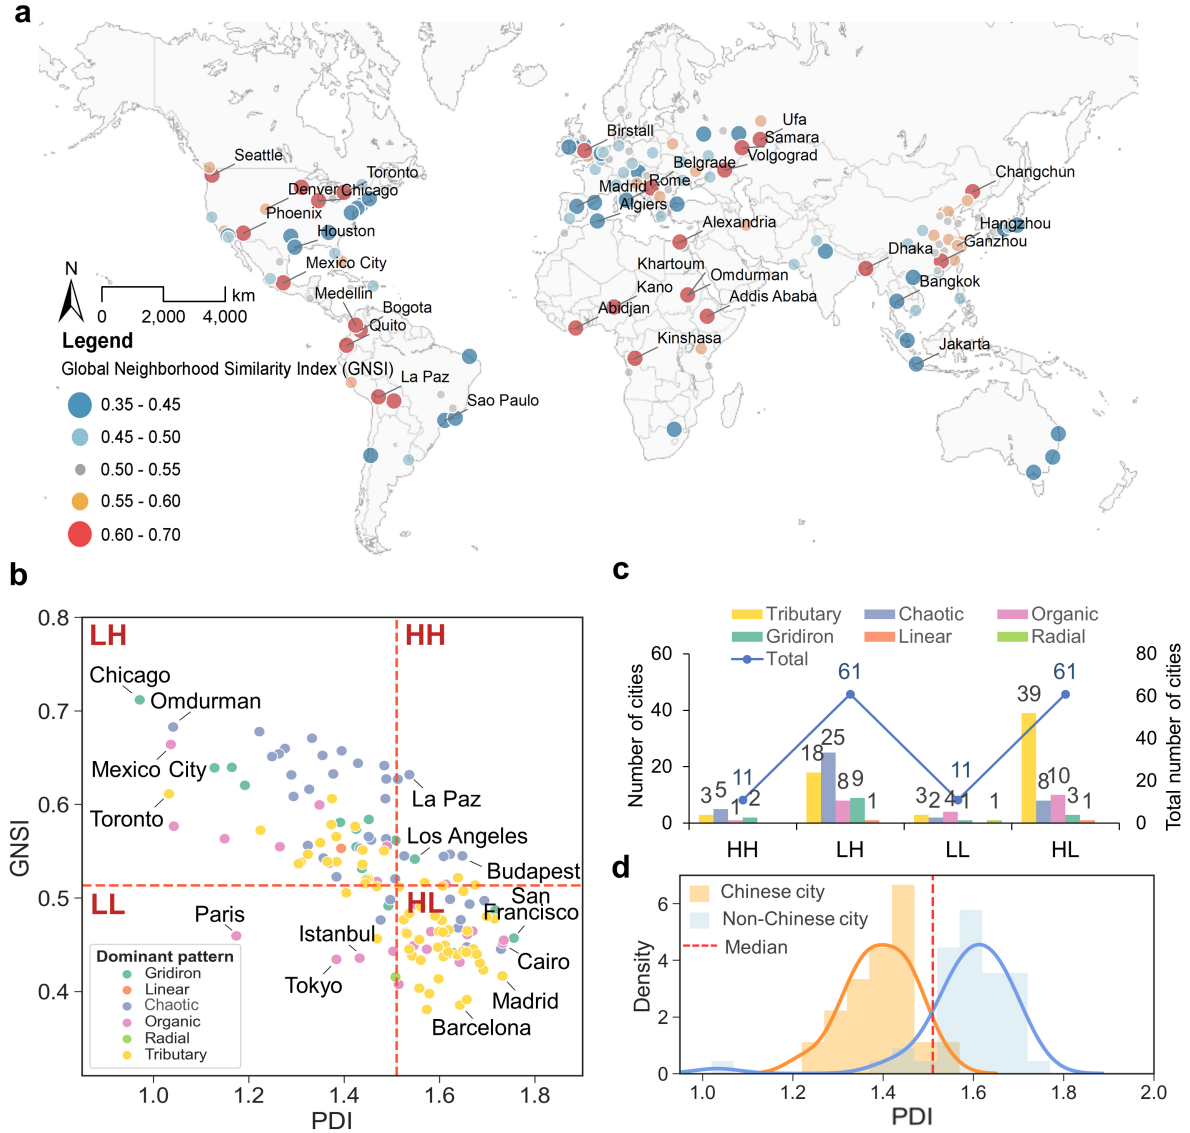 a
Ufa
Birstall
Samara
Seattle
Belgrade
Volgograd
Toronto
Changchun
Denver
Chicago
Madrid
Rome
Phoenix
Algiers
Alexandria
Hangzhou
Houston
Dhaka
Ganzhou
N
Mexico City
Khartoum
Omdurman
Bangkok
km
Medellin
Kano
Addis Ababa
0 2,000 4,000
Bogota
Abidjan
Quito
Legend
Kinshasa
Jakarta
Global Neighborhood Similarity Index (GNSI)
La Paz
0.35 - 0.45
Sao Paulo
0.45 - 0.50
0.50 - 0.55
0.55 - 0.60
0.60 - 0.70
b
0.8
LH
HH
Chicago
Omdurman
0.7
Mexico City
La Paz
0.6
Toronto
Los Angeles
GNSI
Budapest
0.5
LL
HL
San
Francisco
Paris
Istanbul
Cairo
Tokyo
Madrid
Barcelona
0.4
Dominant pattern
Gridiron
Linear
Chaotic
Organic
Radial
Tributary
1.0 1.2 1.4 1.6 1.8
PDI
c
Tributary Chaotic Organic
Gridiron Linear Radial
Total
60
40
20
0
Number of cities
80
60
40
20
0
Total number of cities
3 5 1 2
11
18 25 8 9 1
61
3 2 4 1 1
11
39 8 10 3 1
61
HH LH LL HL
d
Chinese city
Non-Chinese city
Median
6
4
2
0
Density
1.0 1.2 1.4 1.6 1.8 2.0
PDI